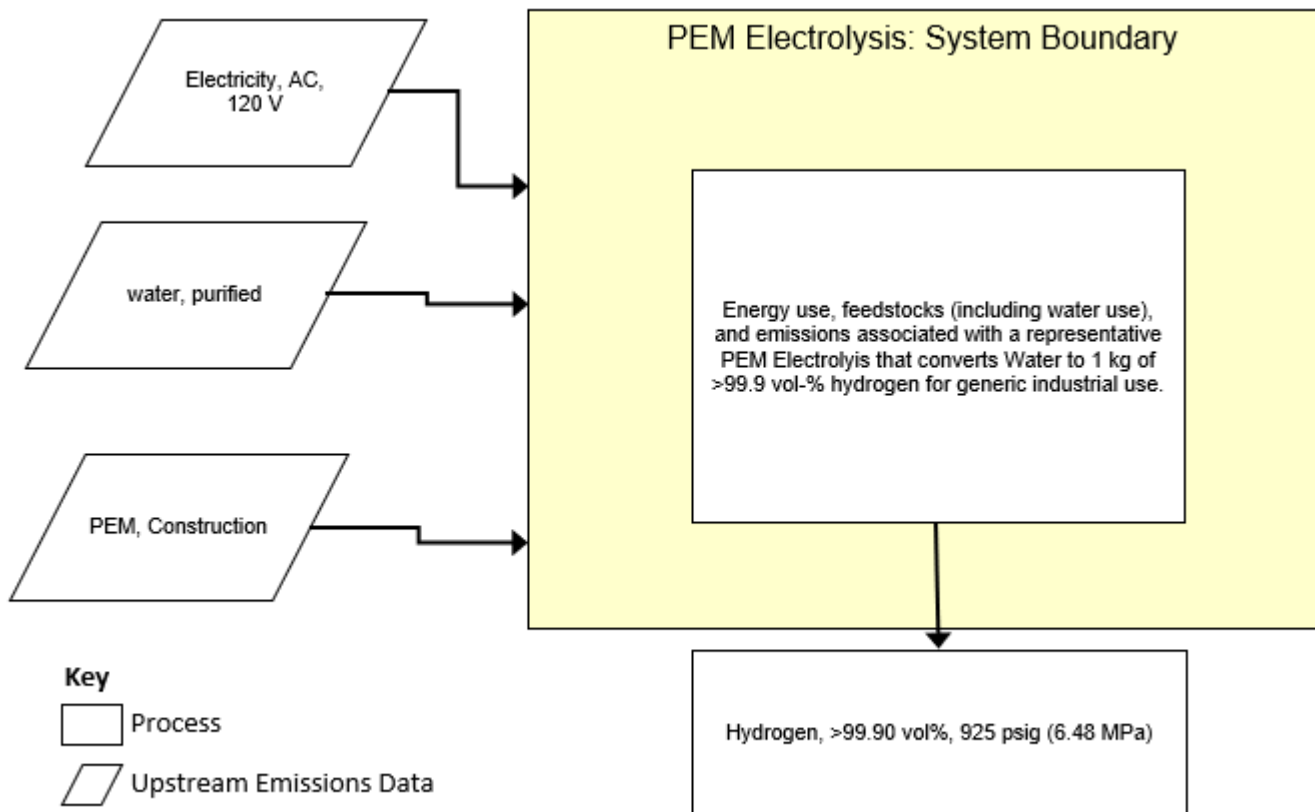 PEM Electrolysis: System Boundary
Electricity, AC,
120 V
water, purified
PEM, Construction
Energy use, feedstocks (including water use),
and emissions associated with a representative
PEM Electrolyis that converts Water to 1 kg of
>99.9 vol-% hydrogen for generic industrial use.
Hydrogen, >99.90 vol%, 925 psig (6.48 MPa)
Key
Process
Upstream Emissions Data